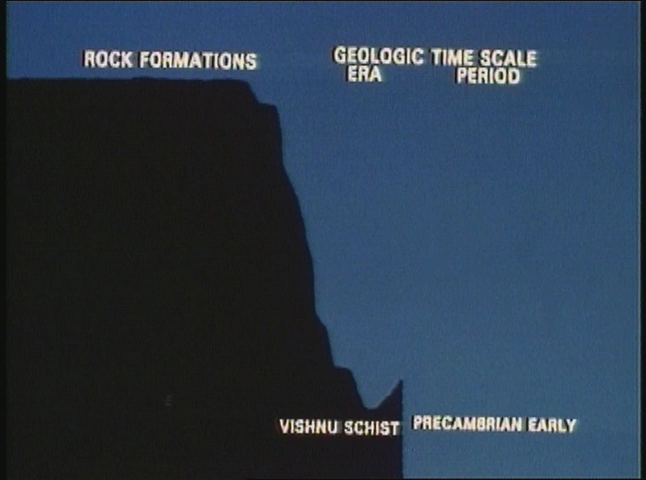 ROCK FORMATIONS
GEOLOGIC TIME SCALE
ERA PERIOD
VISHNU SCHIST PRECAMBRIAN EARLY